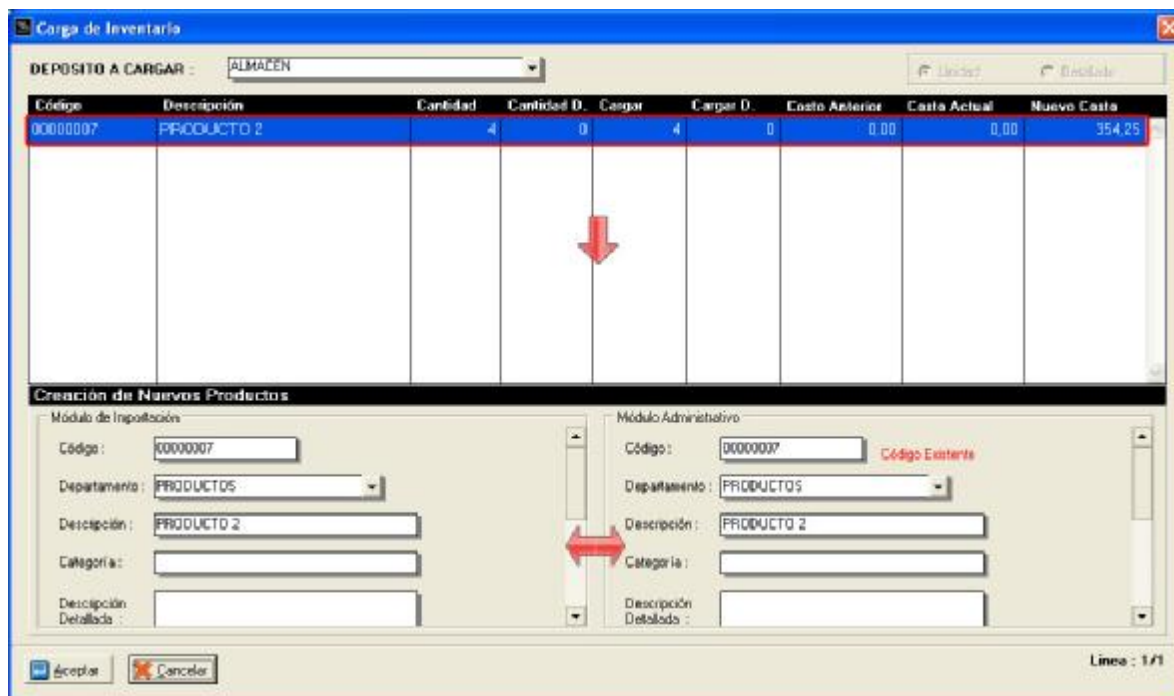 Carga de Inventario
DEPOSITO A CARGAR : ALMACEN Unidad Detallado
Código Descripción Cantidad Cantidad D. Cargar Cargar D. Costo Anterior Costo Actual Nuevo Costo
00000007 PRODUCTO 2 4 0 4 0 0,00 0,00 354,25
Creación de Nuevos Productos
Módulo de Importación Módulo Administrativo
Código : 00000007 Código : 00000007 Código Existente
Departamento : PRODUCTOS Departamento : PRODUCTOS
Descripción : PRODUCTO 2 Descripción : PRODUCTO 2
Categoría : Categoría :
Descripción Descripción
Detallada : Detallada :
Aceptar Cancelar Linea : 1/1